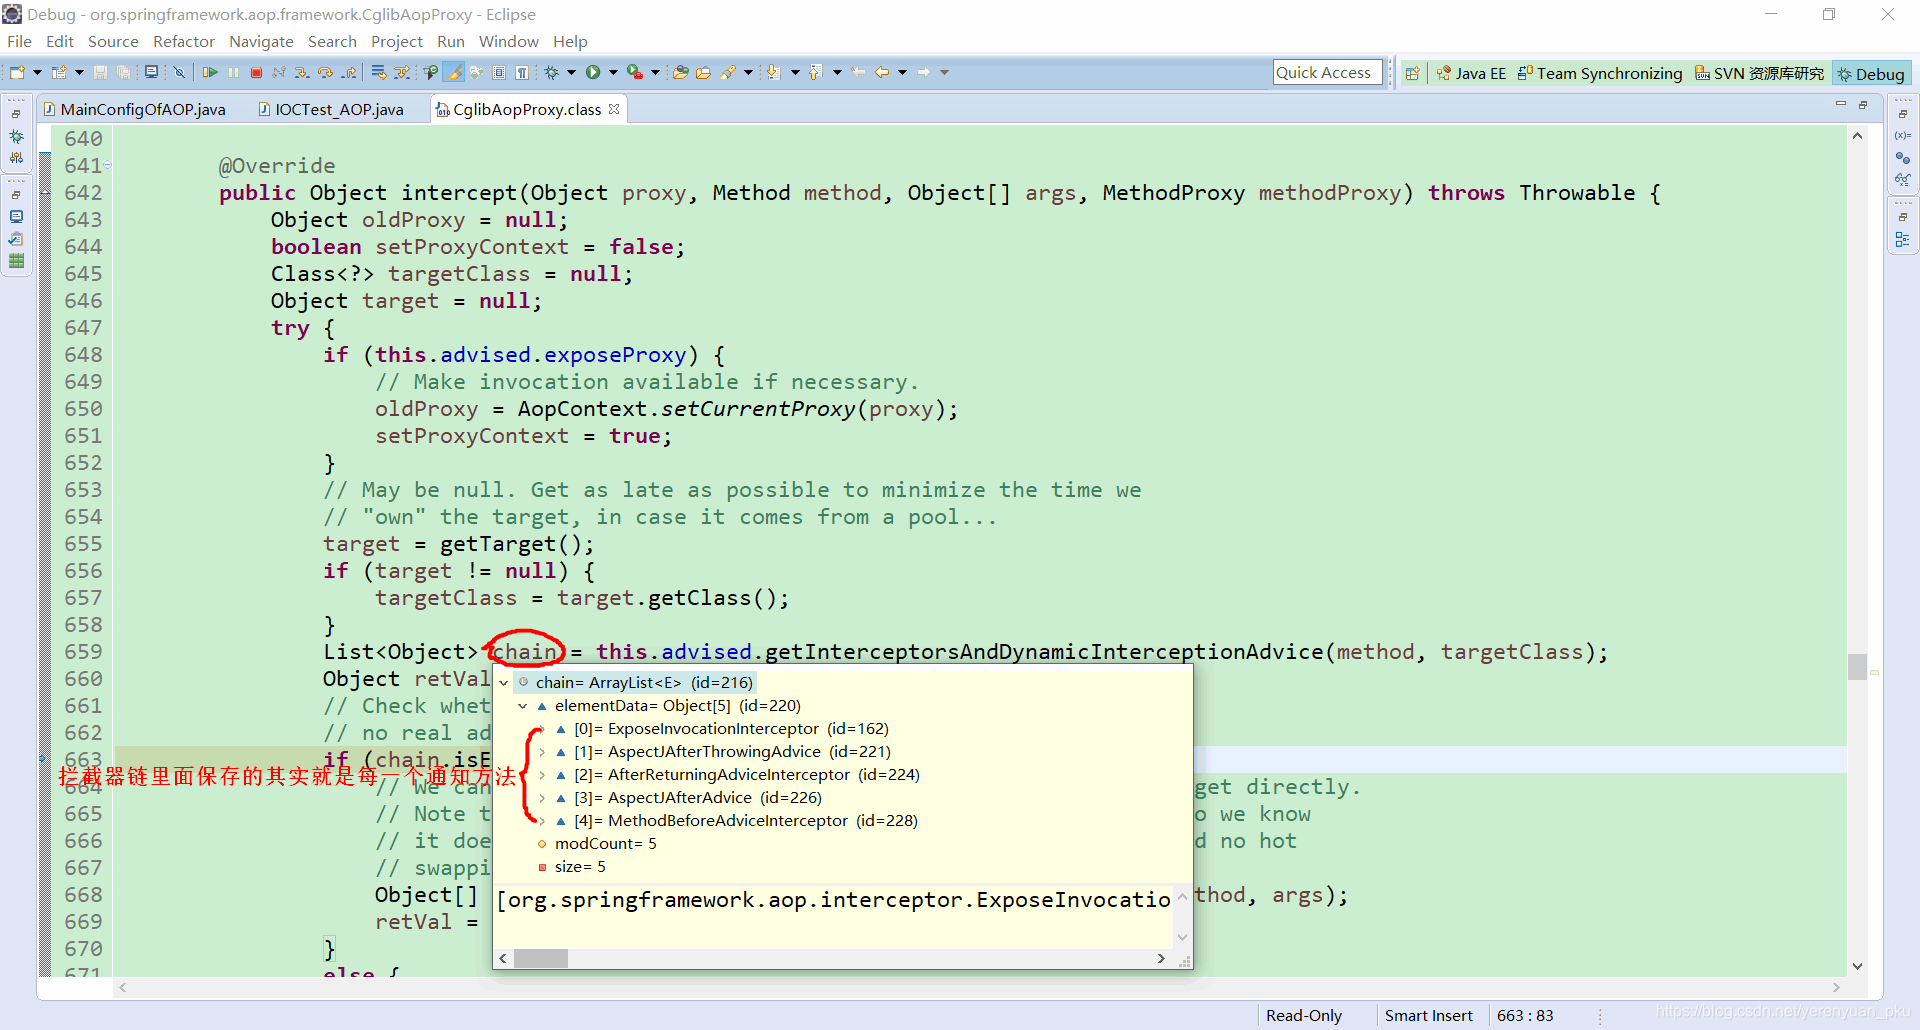 Debug - org.springframework.aop.framework.CglibAopProxy - Eclipse
File Edit Source Refactor Navigate Search Project Run Window Help
Quick Access Java EE Team Synchronizing SVN 资源库研究 Debug
MainConfigOfAOP.java IOCTest_AOP.java CglibAopProxy.class
640
641 @Override
642 public Object intercept(Object proxy, Method method, Object[] args, MethodProxy methodProxy) throws Throwable {
643 Object oldProxy = null;
644 boolean setProxyContext = false;
645 Class<?> targetClass = null;
646 Object target = null;
647 try {
648 if (this.advised.exposeProxy) {
649 // Make invocation available if necessary.
650 oldProxy = AopContext.setCurrentProxy(proxy);
651 setProxyContext = true;
652 }
653 // May be null. Get as late as possible to minimize the time we
654 // "own" the target, in case it comes from a pool...
655 target = getTarget();
656 if (target != null) {
657 targetClass = target.getClass();
658 }
659 List<Object> chain = this.advised.getInterceptorsAndDynamicInterceptionAdvice(method, targetClass);
660 Object retVal
661 // Check whet
662 // no real ad
663 if (chain.isE
拦截器链里面保存的其实就是每一个通知方法
664 // We can get directly.
665 // Note t o we know
666 // it doe d no hot
667 // swappi
668 Object[] thod, args);
669 retVal =
670 }
671 else {
chain= ArrayList<E> (id=216)
elementData= Object[5] (id=220)
[0]= ExposeInvocationInterceptor (id=162)
[1]= AspectJAfterThrowingAdvice (id=221)
[2]= AfterReturningAdviceInterceptor (id=224)
[3]= AspectJAfterAdvice (id=226)
[4]= MethodBeforeAdviceInterceptor (id=228)
modCount= 5
size= 5
[org.springframework.aop.interceptor.ExposeInvocatio
Read-Only Smart Insert 663 : 83
https://blog.csdn.net/yerenyuan_pku